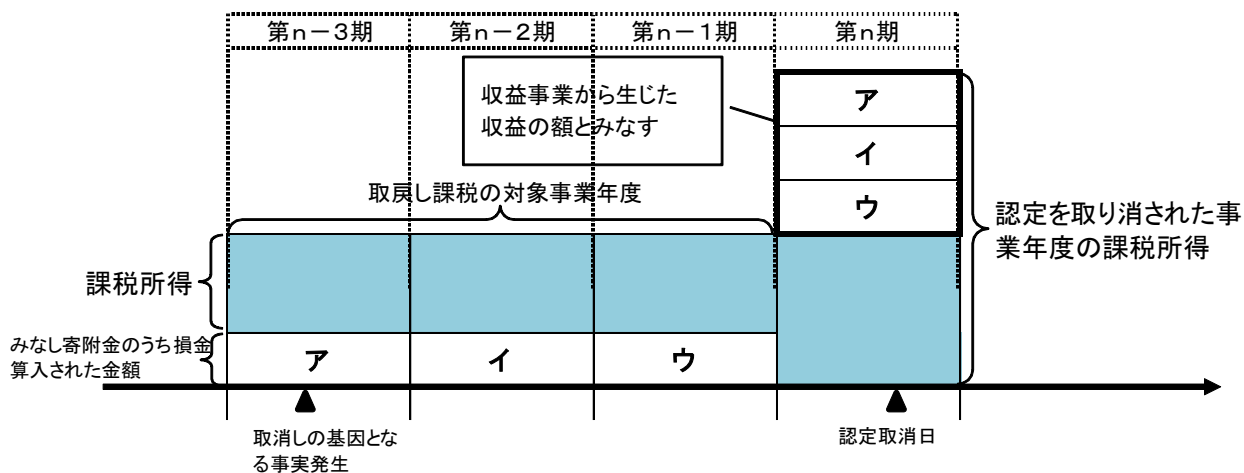 第n-3期
第n-2期
第n-1期
第n期
収益事業から生じた
収益の額とみなす
ア
イ
ウ
取戻し課税の対象事業年度
認定を取り消された事
業年度の課税所得
課税所得
みなし寄附金のうち損金
算入された金額
ア
イ
ウ
取消しの基因とな
る事実発生
認定取消日